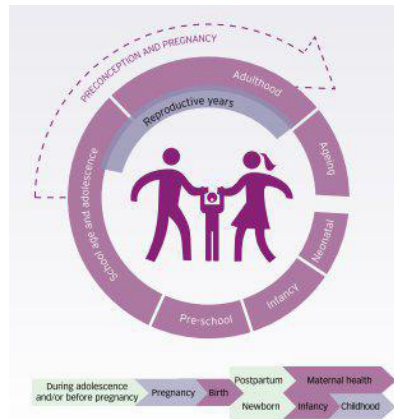 PRECONCEPTION AND PREGNANCY
Adulthood
Reproductive years
Ageing
School age and adolescence
Neonatal
Infancy
Pre-school
During adolescence
and/or before pregnancy
Pregnancy
Birth
Postpartum
Maternal health
Newborn
Infancy
Childhood